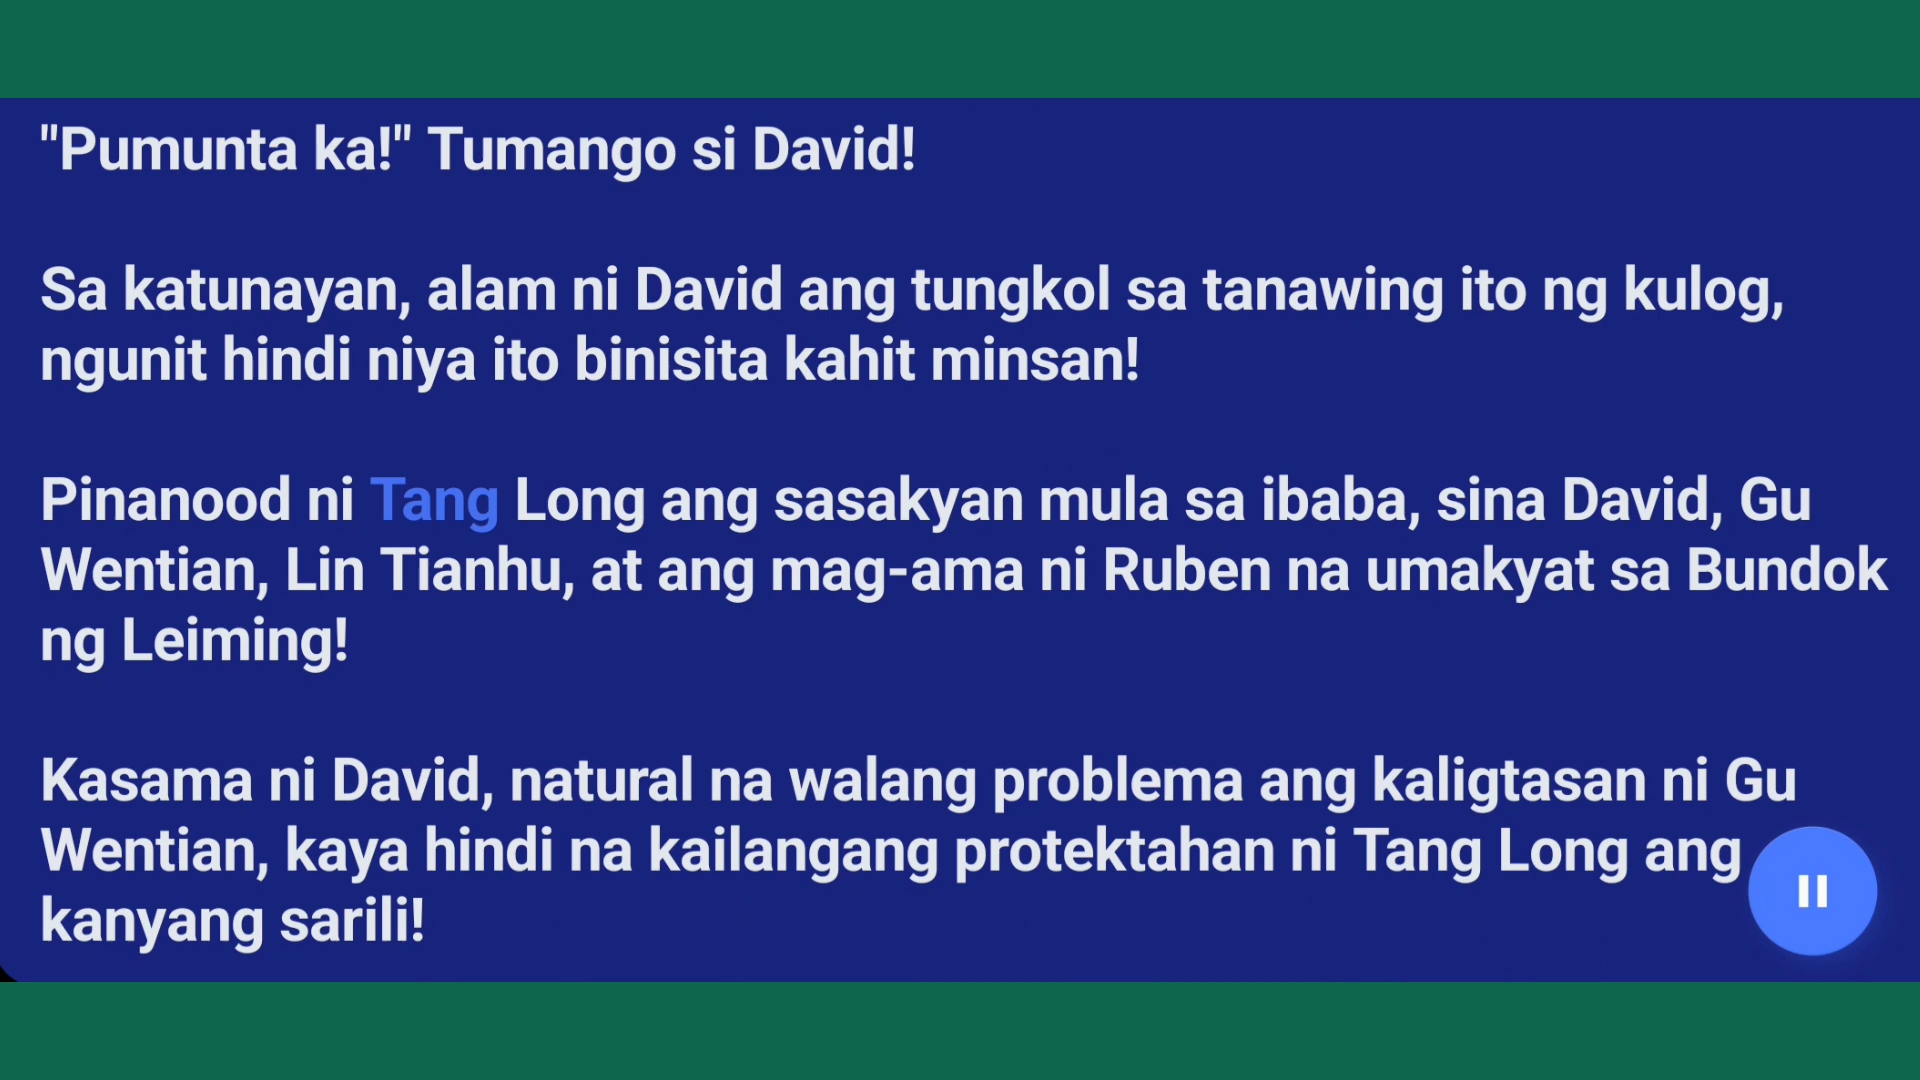 "Pumunta ka!" Tumango si David!
Sa katunayan, alam ni David ang tungkol sa tanawing ito ng kulog,
ngunit hindi niya ito binisita kahit minsan!
Pinanood ni Tang Long ang sasakyan mula sa ibaba, sina David, Gu
Wentian, Lin Tianhu, at ang mag-ama ni Ruben na umakyat sa Bundok
ng Leiming!
Kasama ni David, natural na walang problema ang kaligtasan ni Gu
Wentian, kaya hindi na kailangang protektahan ni Tang Long ang
kanyang sarili!